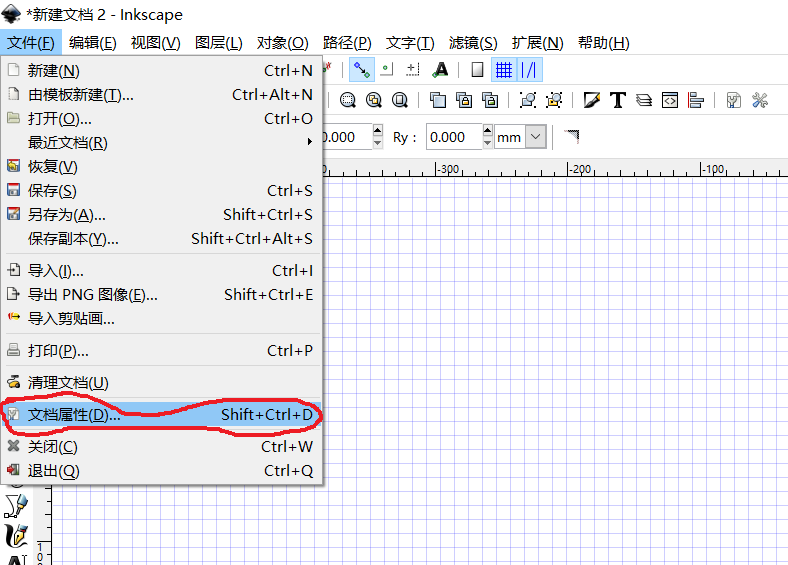 *新建文档 2 - Inkscape
文件(F) 编辑(E) 视图(V) 图层(L) 对象(O) 路径(P) 文字(T) 滤镜(S) 扩展(N) 帮助(H)
新建(N) Ctrl+N
由模板新建(T)... Ctrl+Alt+N
打开(O)... Ctrl+O
最近文档(R)
0.000 Ry : 0.000 mm
恢复(V)
-300 -200 -100
保存(S) Ctrl+S
另存为(A)... Shift+Ctrl+S
保存副本(Y)... Shift+Ctrl+Alt+S
导入(I)... Ctrl+I
导出 PNG 图像(E)... Shift+Ctrl+E
导入剪贴画...
打印(P)... Ctrl+P
清理文档(U)
文档属性(D)... Shift+Ctrl+D
关闭(C) Ctrl+W
退出(Q) Ctrl+Q